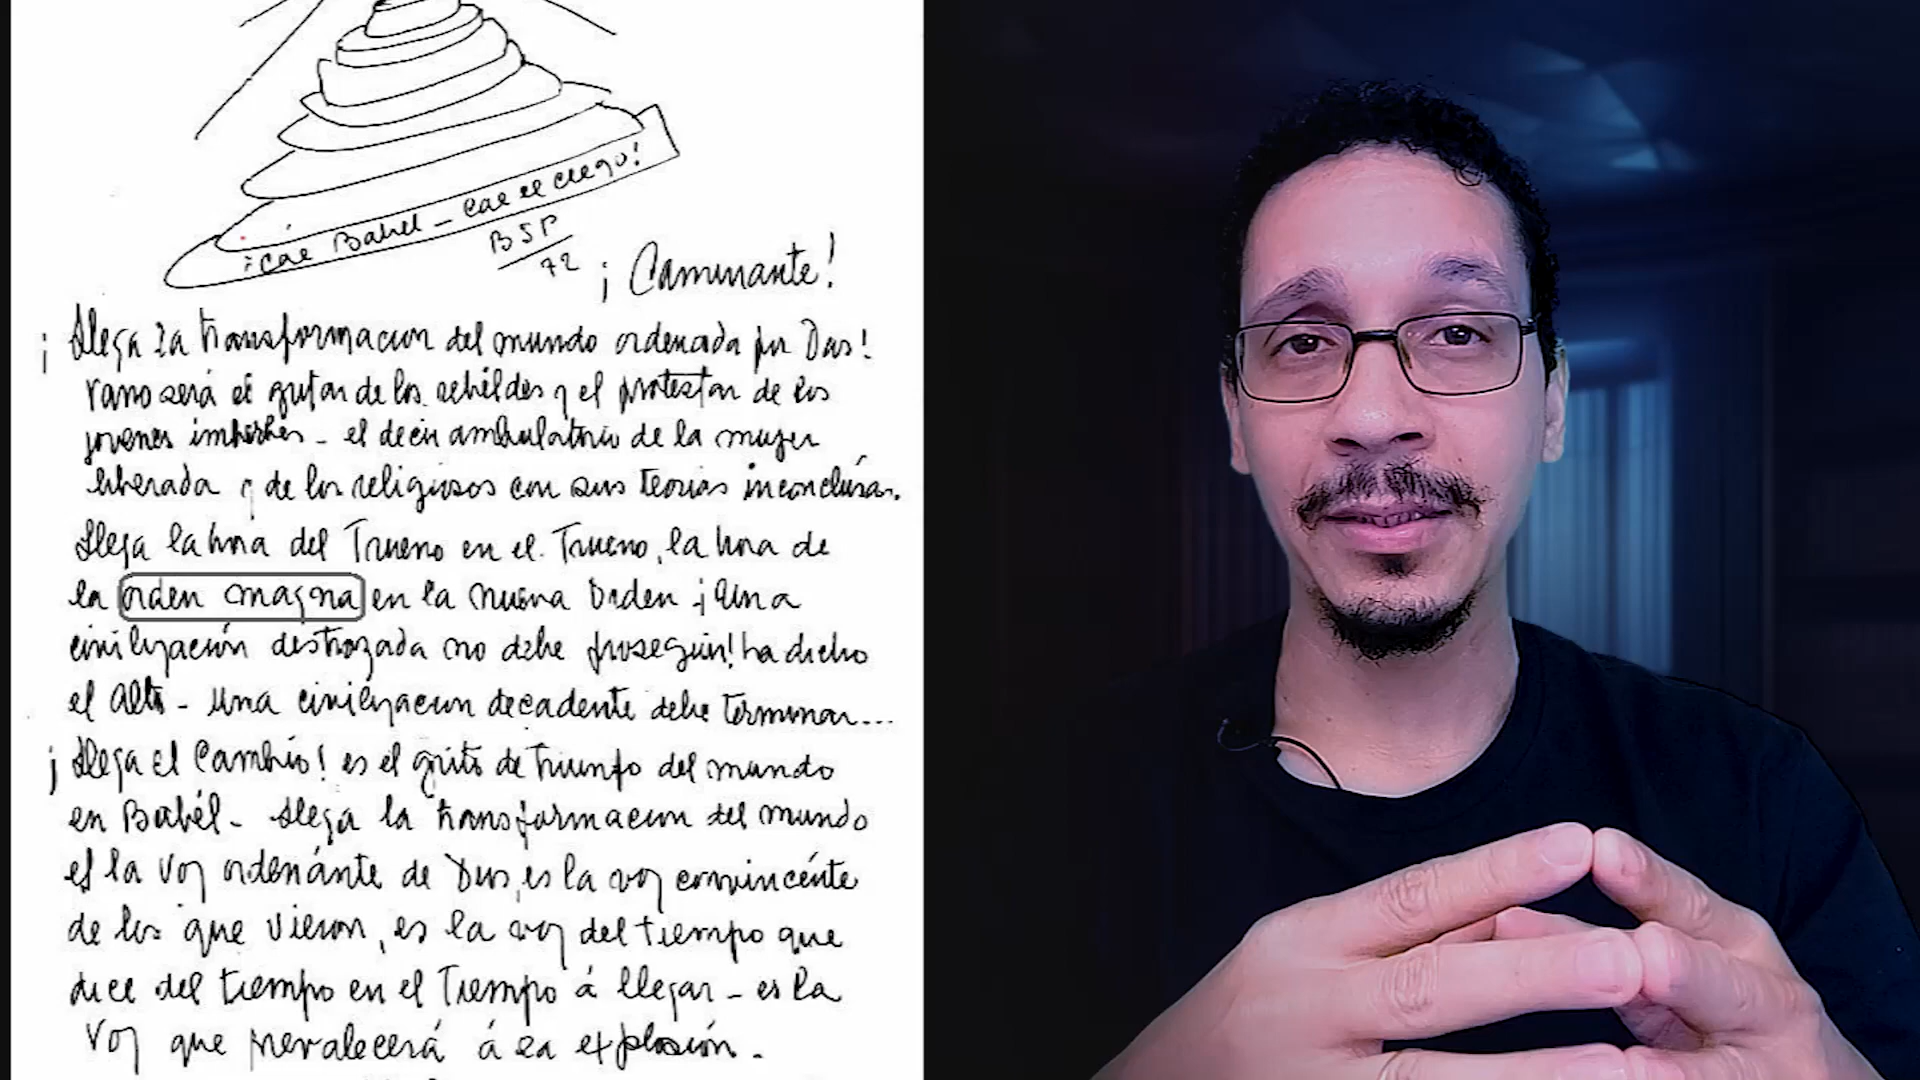 ¡Cae Babel - Cae el ciego!
BSP
72
¡Caminante!
¡Llega la transformacion del mundo ordenada por Dios!
vano será el gritar de los rebeldes y el protestar de los
jovenes imberbes - el decir ambulatorio de la mujer
liberada y de los religiosos con sus teorias inconclúsas.
Llega la hora del Trueno en el Trueno, la hora de
la orden magna en la nueva Orden - ¡Una
civilización destrozada no debe proseguir! ha dicho
el Alto - Una civilizacion decadente debe terminar...
¡Llega el Cambio! es el grito de triunfo del mundo
en Babél - Llega la transformacion del mundo
es la voz ordenánte de Dios, es la voz convincénte
de los que vieron, es la voz del tiempo que
dice del tiempo en el Tiempo á llegar - es la
voz que prevalecerá á la explosión.